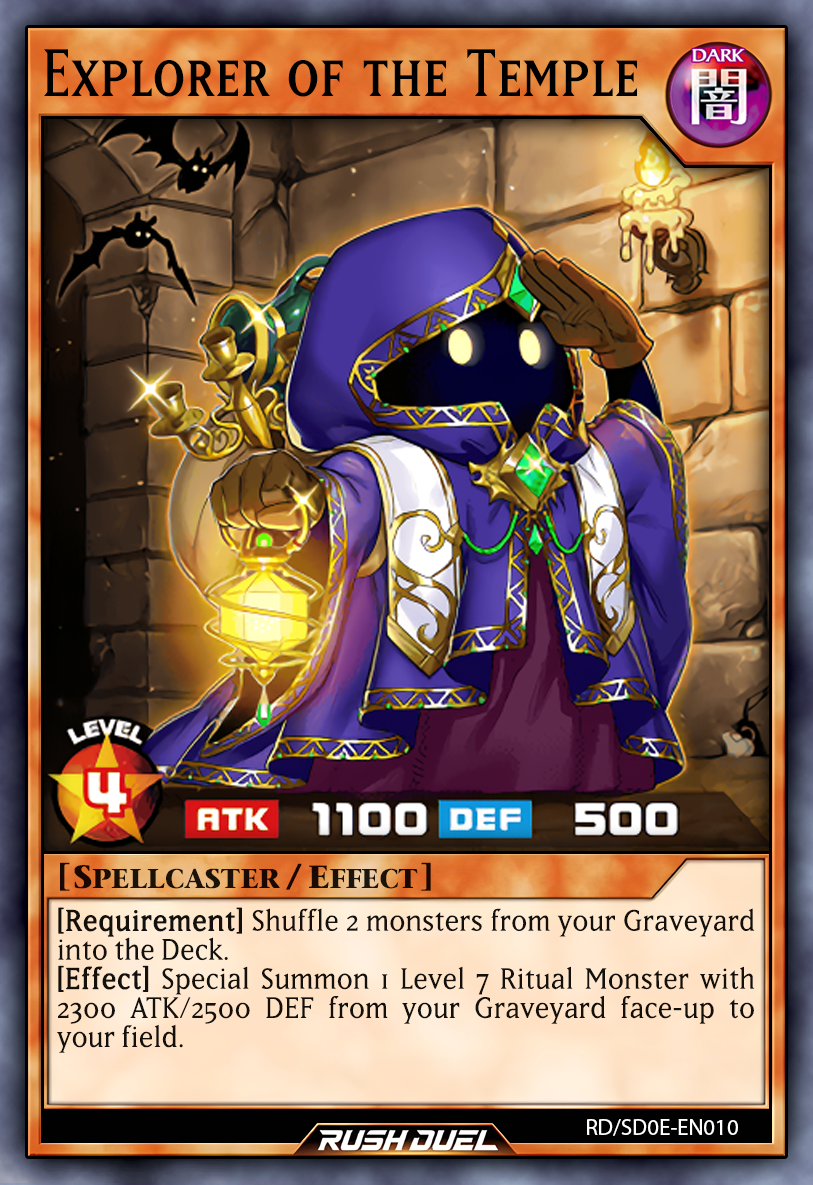 Explorer of the Temple
DARK
闇
LEVEL
4
ATK 1100 DEF 500
[Spellcaster / Effect]
[Requirement] Shuffle 2 monsters from your Graveyard
into the Deck.
[Effect] Special Summon 1 Level 7 Ritual Monster with
2300 ATK/2500 DEF from your Graveyard face-up to
your field.
RD/SD0E-EN010
RUSH DUEL